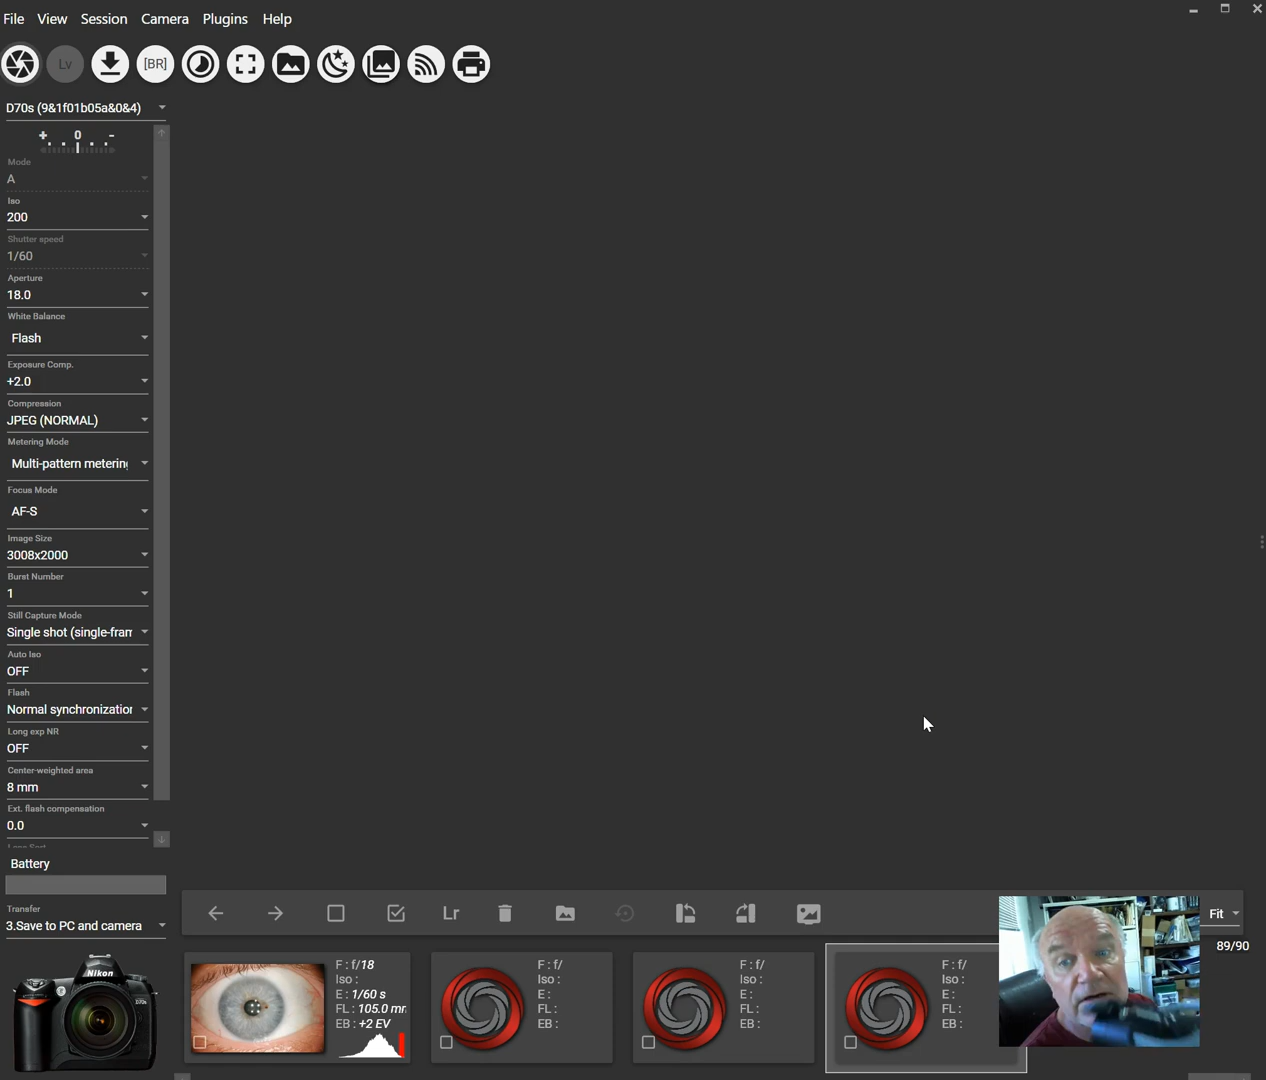 File View Session Camera Plugins Help
Lv [BR]
D70s (9&1f01b05a&0&4)
+ 0 -
Mode
A
Iso
200
Shutter speed
1/60
Aperture
18.0
White Balance
Flash
Exposure Comp.
+2.0
Compression
JPEG (NORMAL)
Metering Mode
Multi-pattern metering
Focus Mode
AF-S
Image Size
3008x2000
Burst Number
1
Still Capture Mode
Single shot (single-fram
Auto Iso
OFF
Flash
Normal synchronization
Long exp NR
OFF
Center-weighted area
8 mm
Ext. flash compensation
0.0
Battery
Transfer
3.Save to PC and camera
Lr
Fit
89/90
Nikon
D70s
F : f/18
Iso :
E : 1/60 s
FL : 105.0 mm
EB : +2 EV
F : f/
Iso :
E :
FL :
EB :
F : f/
Iso :
E :
FL :
EB :
F : f/
Iso :
E :
FL :
EB :